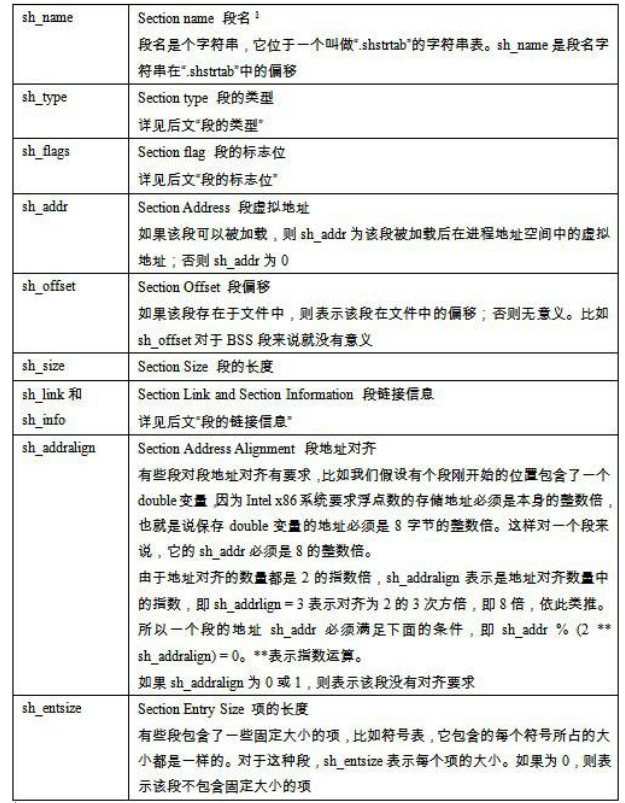 sh_name
Section name 段名 1
段名是个字符串，它位于一个叫做“.shstrtab”的字符串表。sh_name 是段名字
符串在“.shstrtab”中的偏移
sh_type
Section type 段的类型
详见后文“段的类型”
sh_flags
Section flag 段的标志位
详见后文“段的标志位”
sh_addr
Section Address 段虚拟地址
如果该段可以被加载，则 sh_addr 为该段被加载后在进程地址空间中的虚拟
地址；否则 sh_addr 为 0
sh_offset
Section Offset 段偏移
如果该段存在于文件中，则表示该段在文件中的偏移；否则无意义。比如
sh_offset 对于 BSS 段来说就没有意义
sh_size
Section Size 段的长度
sh_link 和
sh_info
Section Link and Section Information 段链接信息
详见后文“段的链接信息”
sh_addralign
Section Address Alignment 段地址对齐
有些段对段地址对齐有要求，比如我们假设有个段刚开始的位置包含了一个
double 变量，因为 Intel x86 系统要求浮点数的存储地址必须是本身的整数倍，
也就是说保存 double 变量的地址必须是 8 字节的整数倍。这样对一个段来
说，它的 sh_addr 必须是 8 的整数倍。
由于地址对齐的数量都是 2 的指数倍，sh_addralign 表示是地址对齐数量中
的指数，即 sh_addrlign = 3 表示对齐为 2 的 3 次方倍，即 8 倍，依此类推。
所以一个段的地址 sh_addr 必须满足下面的条件，即 sh_addr % (2 **
sh_addralign) = 0。**表示指数运算。
如果 sh_addralign 为 0 或 1，则表示该段没有对齐要求
sh_entsize
Section Entry Size 项的长度
有些段包含了一些固定大小的项，比如符号表，它包含的每个符号所占的大
小都是一样的。对于这种段，sh_entsize 表示每个项的大小。如果为 0，则表
示该段不包含固定大小的项